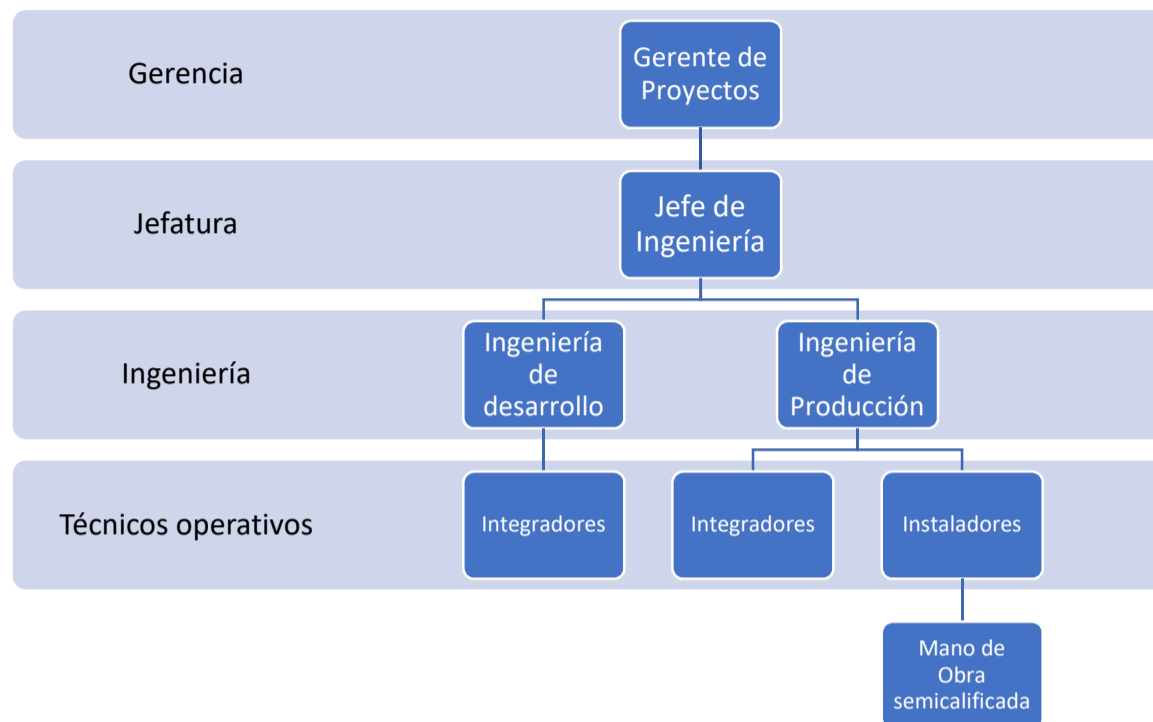 Gerencia
Gerente de
Proyectos
Jefatura
Jefe de
Ingeniería
Ingeniería
Ingeniería
de
desarrollo
Ingeniería
de
Producción
Técnicos operativos
Integradores
Integradores
Instaladores
Mano de
Obra
semicalificada